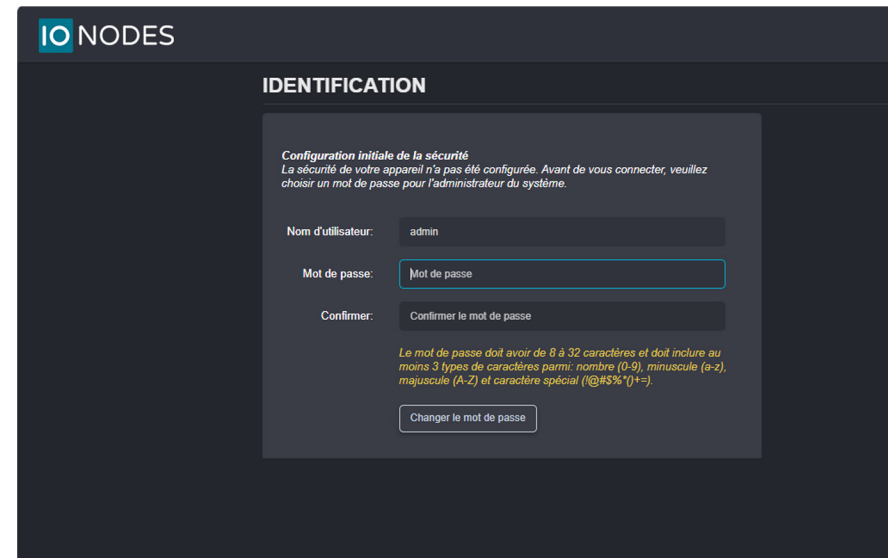 IO NODES
IDENTIFICATION
Configuration initiale de la sécurité
La sécurité de votre appareil n'a pas été configurée. Avant de vous connecter, veuillez
choisir un mot de passe pour l'administrateur du système.
Nom d'utilisateur: admin
Mot de passe: Mot de passe
Confirmer: Confirmer le mot de passe
Le mot de passe doit avoir de 8 à 32 caractères et doit inclure au
moins 3 types de caractères parmi: nombre (0-9), minuscule (a-z),
majuscule (A-Z) et caractère spécial (!@#$%*()+=).
Changer le mot de passe